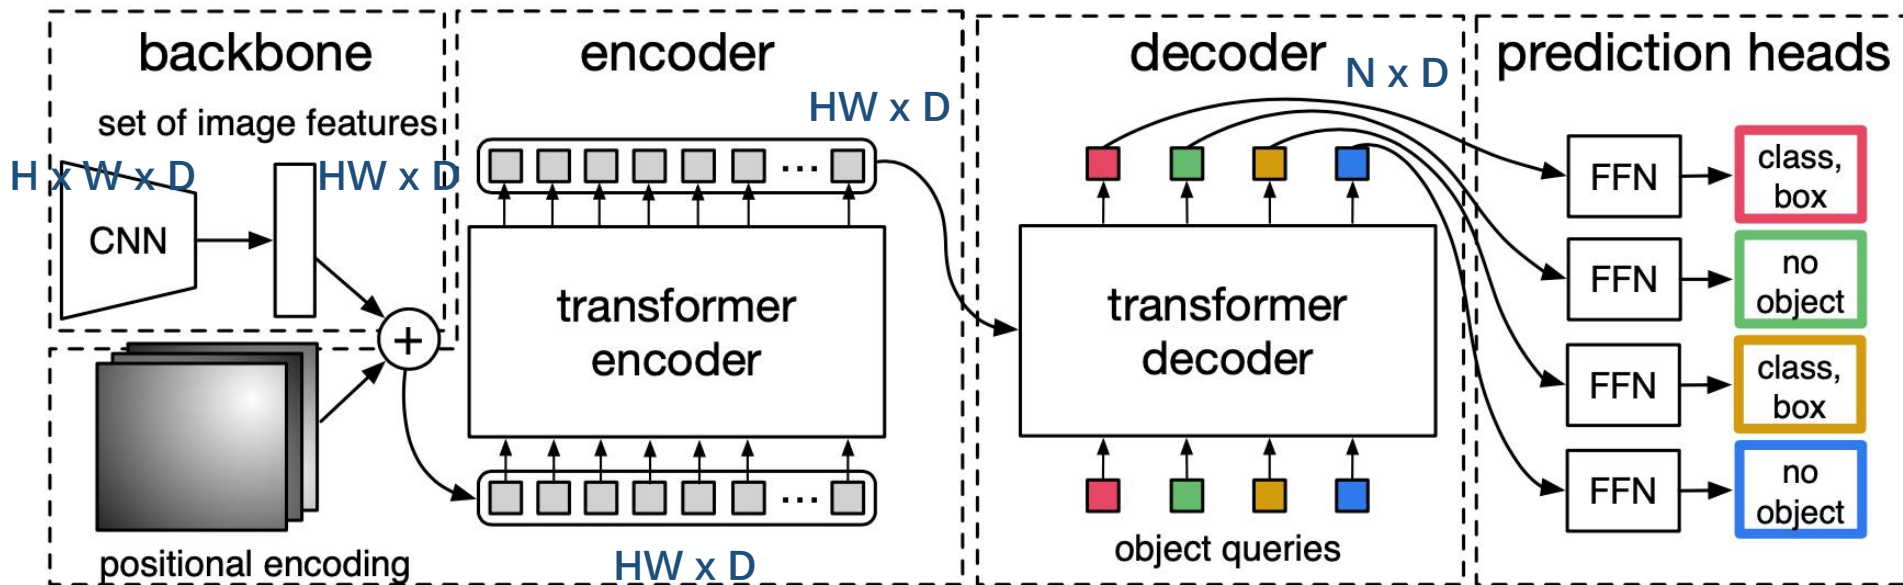 backbone
set of image features
H x W x D
HW x D
CNN
+
positional encoding
encoder
HW x D
...
transformer
encoder
...
HW x D
decoder
N x D
transformer
decoder
object queries
prediction heads
FFN
class,
box
FFN
no
object
FFN
class,
box
FFN
no
object